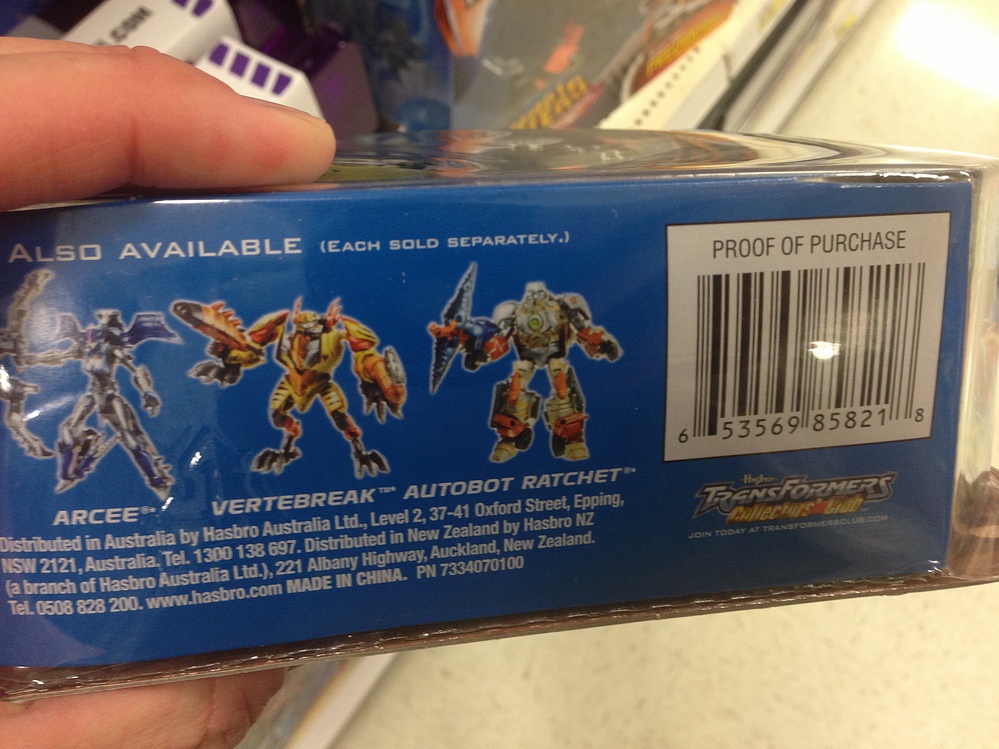 ALSO AVAILABLE (EACH SOLD SEPARATELY.)
ARCEE®* VERTEBREAK™* AUTOBOT RATCHET®*
Distributed in Australia by Hasbro Australia Ltd., Level 2, 37-41 Oxford Street, Epping,
NSW 2121, Australia. Tel. 1300 138 697. Distributed in New Zealand by Hasbro NZ
(a branch of Hasbro Australia Ltd.), 221 Albany Highway, Auckland, New Zealand.
Tel. 0508 828 200. www.hasbro.com MADE IN CHINA. PN 7334070100
PROOF OF PURCHASE
6 53569 85821 8
Hasbro
TRANSFORMERS
Collectors' Club
JOIN TODAY AT TRANSFORMERSCLUB.COM
.COM